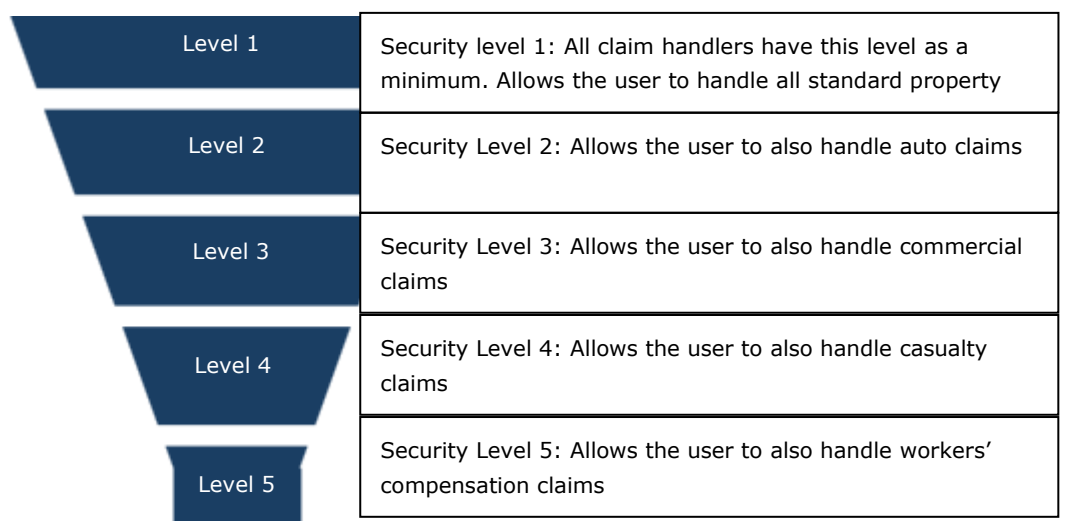 Level 1
Security level 1: All claim handlers have this level as a
minimum. Allows the user to handle all standard property
Level 2
Security Level 2: Allows the user to also handle auto claims
Level 3
Security Level 3: Allows the user to also handle commercial
claims
Level 4
Security Level 4: Allows the user to also handle casualty
claims
Level 5
Security Level 5: Allows the user to also handle workers’
compensation claims